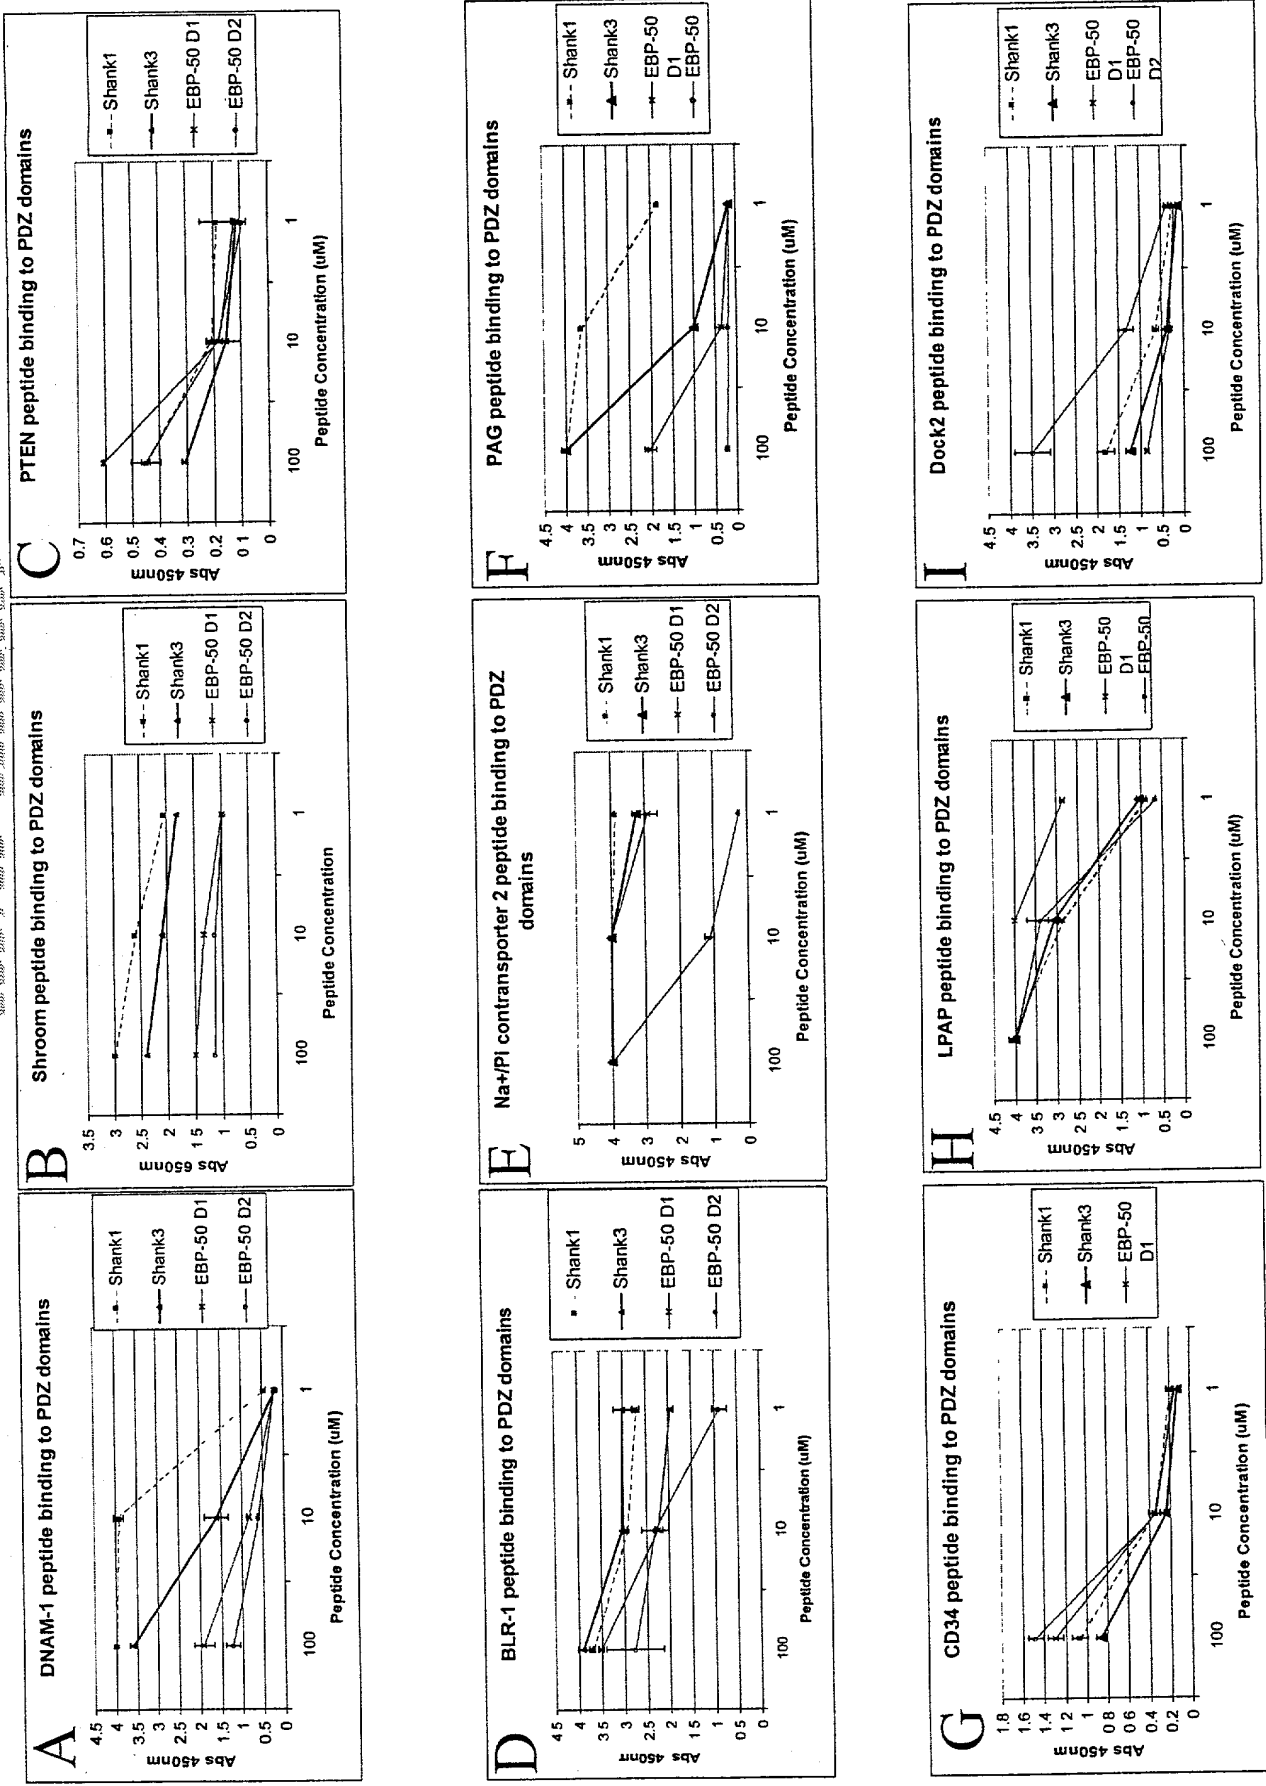 A
DNAM-1 peptide binding to PDZ domains
Abs 450nm
4.5
4
3.5
3
2.5
2
1.5
1
0.5
0
100
10
1
Peptide Concentration (uM)
Shank1
Shank3
EBP-50 D1
EBP-50 D2
B
Shroom peptide binding to PDZ domains
Abs 650nm
3.5
3
2.5
2
1.5
1
0.5
0
100
10
1
Peptide Concentration
Shank1
Shank3
EBP-50 D1
EBP-50 D2
C
PTEN peptide binding to PDZ domains
Abs 450nm
0.7
0.6
0.5
0.4
0.3
0.2
0 1
0
100
10
1
Peptide Concentration (uM)
Shank1
Shank3
EBP-50 D1
EBP-50 D2
D
BLR-1 peptide binding to PDZ domains
Abs 450nm
4.5
4
3 5
3
2 5
2
1.5
1
0 5
0
100
10
1
Peptide Concentration (uM)
Shank1
Shank3
EBP-50 D1
EBP-50 D2
E
Na+/Pi contransporter 2 peptide binding to PDZ
domains
Abs 450nm
5
4
3
2
1
0
100
10
1
Peptide Concentration (uM)
Shank1
Shank3
EBP-50 D1
EBP-50 D2
F
PAG peptide binding to PDZ domains
Abs 450nm
4.5
4
3.5
3
2.5
2
1.5
1
0.5
0
100
10
1
Peptide Concentration (uM)
Shank1
Shank3
EBP-50
D1
EBP-50
G
CD34 peptide binding to PDZ domains
Abs 450nm
1.8
1.6
1.4
1.2
1
0.8
0 6
0.4
0.2
0
100
10
1
Peptide Concentration (uM)
Shank1
Shank3
EBP-50
D1
H
LPAP peptide binding to PDZ domains
Abs 450nm
4.5
4
3 5
3
2.5
2
1.5
1
0.5
0
100
10
1
Peptide Concentration (uM)
Shank1
Shank3
EBP-50
D1
EBP-50
I
Dock2 peptide binding to PDZ domains
Abs 450nm
4.5
4
3.5
3
2.5
2
1.5
1
0.5
0
100
10
1
Peptide Concentration (uM)
Shank1
Shank3
EBP-50
D1
EBP-50
D2